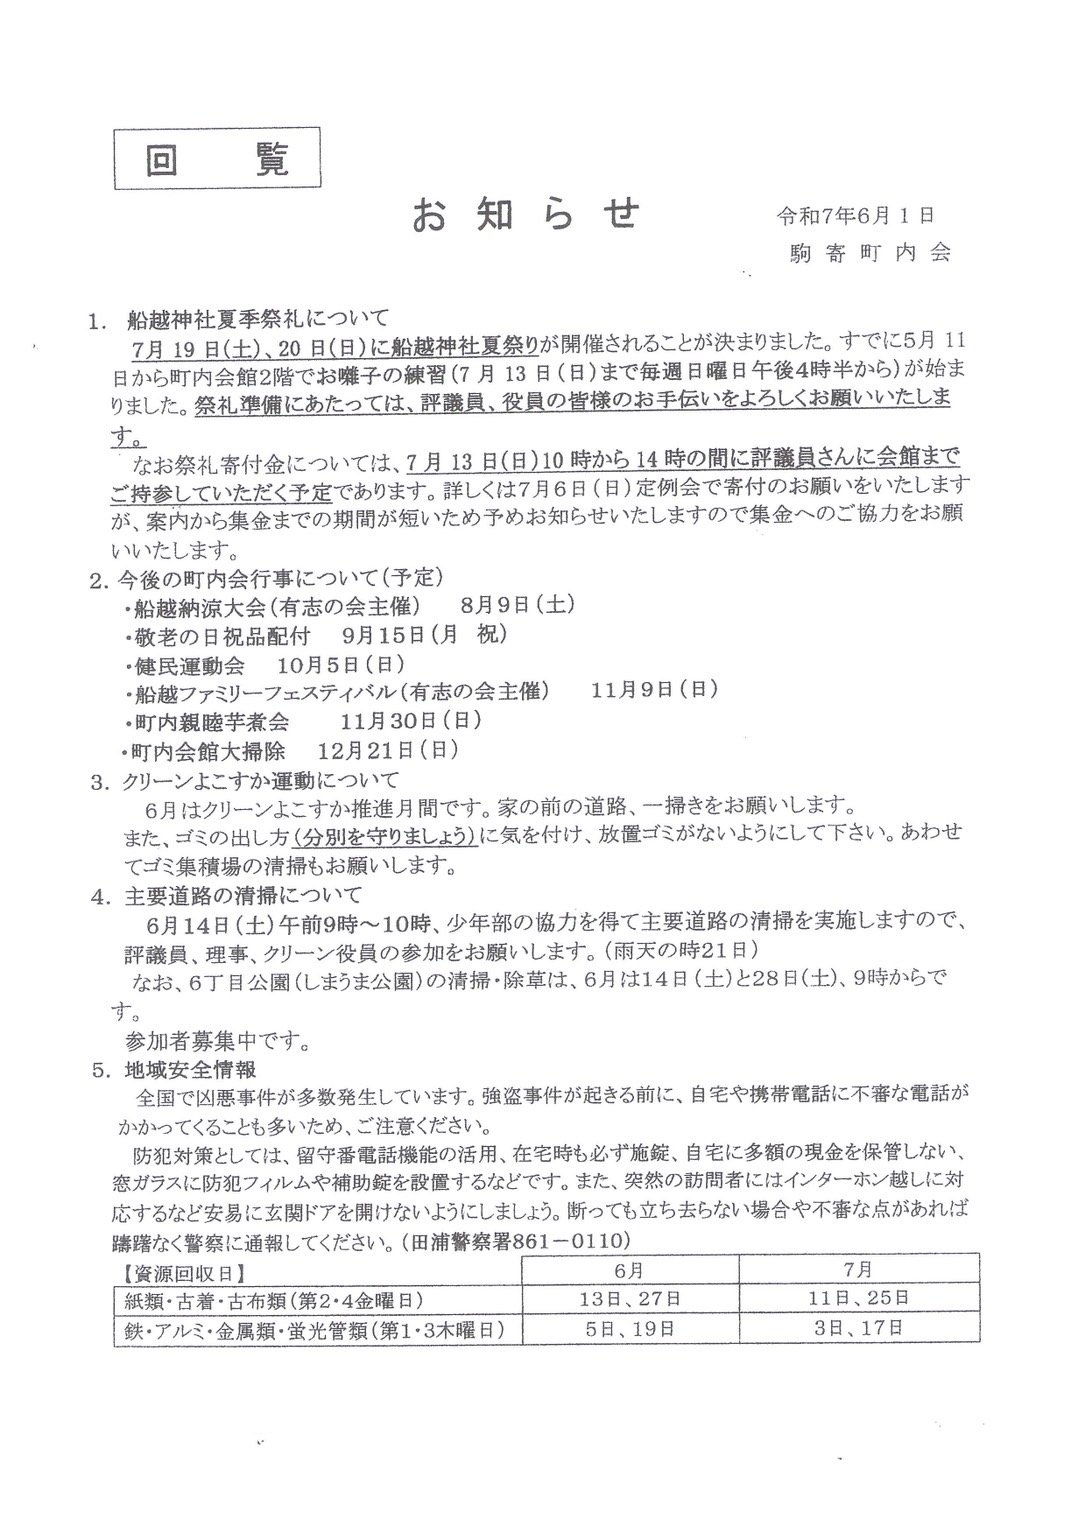 回　覧
お知らせ
令和7年6月1日
駒寄町内会
1. 船越神社夏季祭礼について
7月19日(土)、20日(日)に船越神社夏祭りが開催されることが決まりました。すでに5月11
日から町内会館2階でお囃子の練習(7月13日(日)まで毎週日曜日午後4時半から)が始ま
りました。祭礼準備にあたっては、評議員、役員の皆様のお手伝いをよろしくお願いいたしま
す。
なお祭礼寄付金については、7月13日(日)10時から14時の間に評議員さんに会館まで
ご持参していただく予定であります。詳しくは7月6日(日)定例会で寄付のお願いをいたします
が、案内から集金までの期間が短いため予めお知らせいたしますので集金へのご協力をお願
いいたします。
2. 今後の町内会行事について(予定)
・船越納涼大会(有志の会主催)　8月9日(土)
・敬老の日祝品配付　9月15日(月 祝)
・健民運動会　10月5日(日)
・船越ファミリーフェスティバル(有志の会主催)　11月9日(日)
・町内親睦芋煮会　11月30日(日)
・町内会館大掃除　12月21日(日)
3. クリーンよこすか運動について
6月はクリーンよこすか推進月間です。家の前の道路、一掃きをお願いします。
また、ゴミの出し方(分別を守りましょう)に気を付け、放置ゴミがないようにして下さい。あわせ
てゴミ集積場の清掃もお願いします。
4. 主要道路の清掃について
6月14日(土)午前9時～10時、少年部の協力を得て主要道路の清掃を実施しますので、
評議員、理事、クリーン役員の参加をお願いします。(雨天の時21日)
なお、6丁目公園(しまうま公園)の清掃・除草は、6月は14日(土)と28日(土)、9時からで
す。
参加者募集中です。
5. 地域安全情報
全国で凶悪事件が多数発生しています。強盗事件が起きる前に、自宅や携帯電話に不審な電話が
かかってくることも多いため、ご注意ください。
防犯対策としては、留守番電話機能の活用、在宅時も必ず施錠、自宅に多額の現金を保管しない、
窓ガラスに防犯フィルムや補助錠を設置するなどです。また、突然の訪問者にはインターホン越しに対
応するなど安易に玄関ドアを開けないようにしましょう。断っても立ち去らない場合や不審な点があれば
躊躇なく警察に通報してください。(田浦警察署861－0110)
【資源回収日】　6月　7月
紙類・古着・古布類(第2・4金曜日)　13日、27日　11日、25日
鉄・アルミ・金属類・蛍光管類(第1・3木曜日)　5日、19日　3日、17日